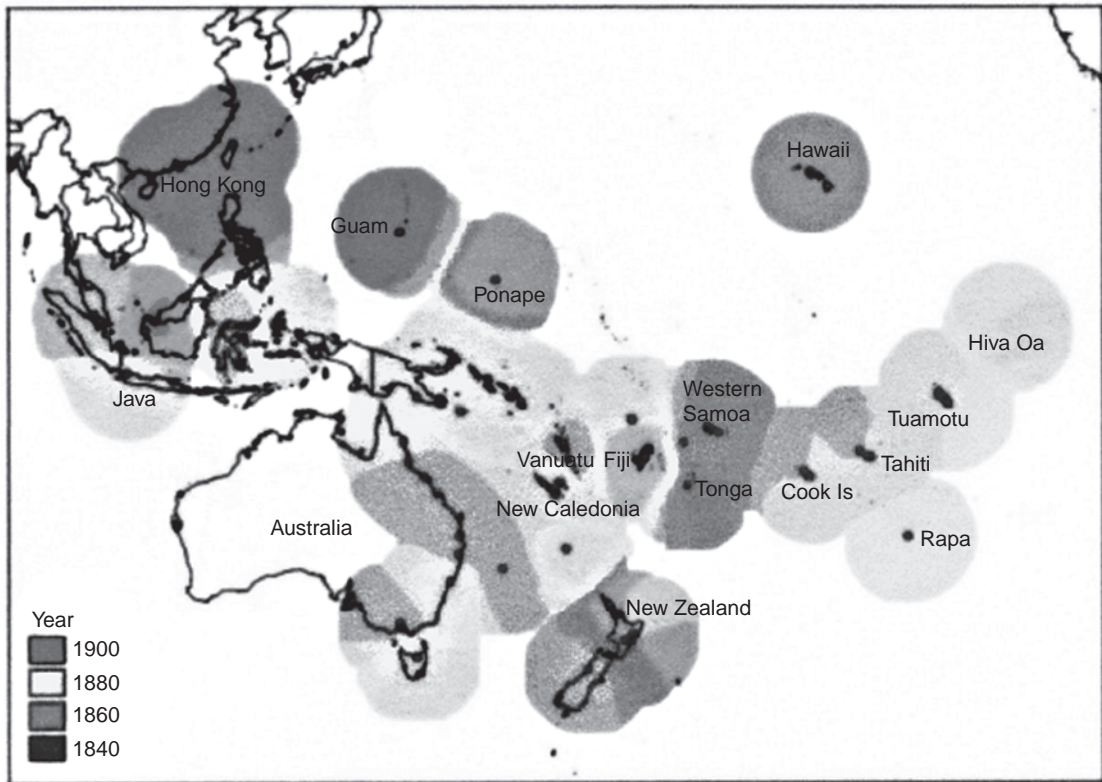 Hawaii
Hong Kong
Guam
Ponape
Hiva Oa
Western
Samoa
Java
Tuamotu
Vanuatu Fiji
Tahiti
Tonga
Cook Is
New Caledonia
Australia
Rapa
New Zealand
Year
1900
1880
1860
1840